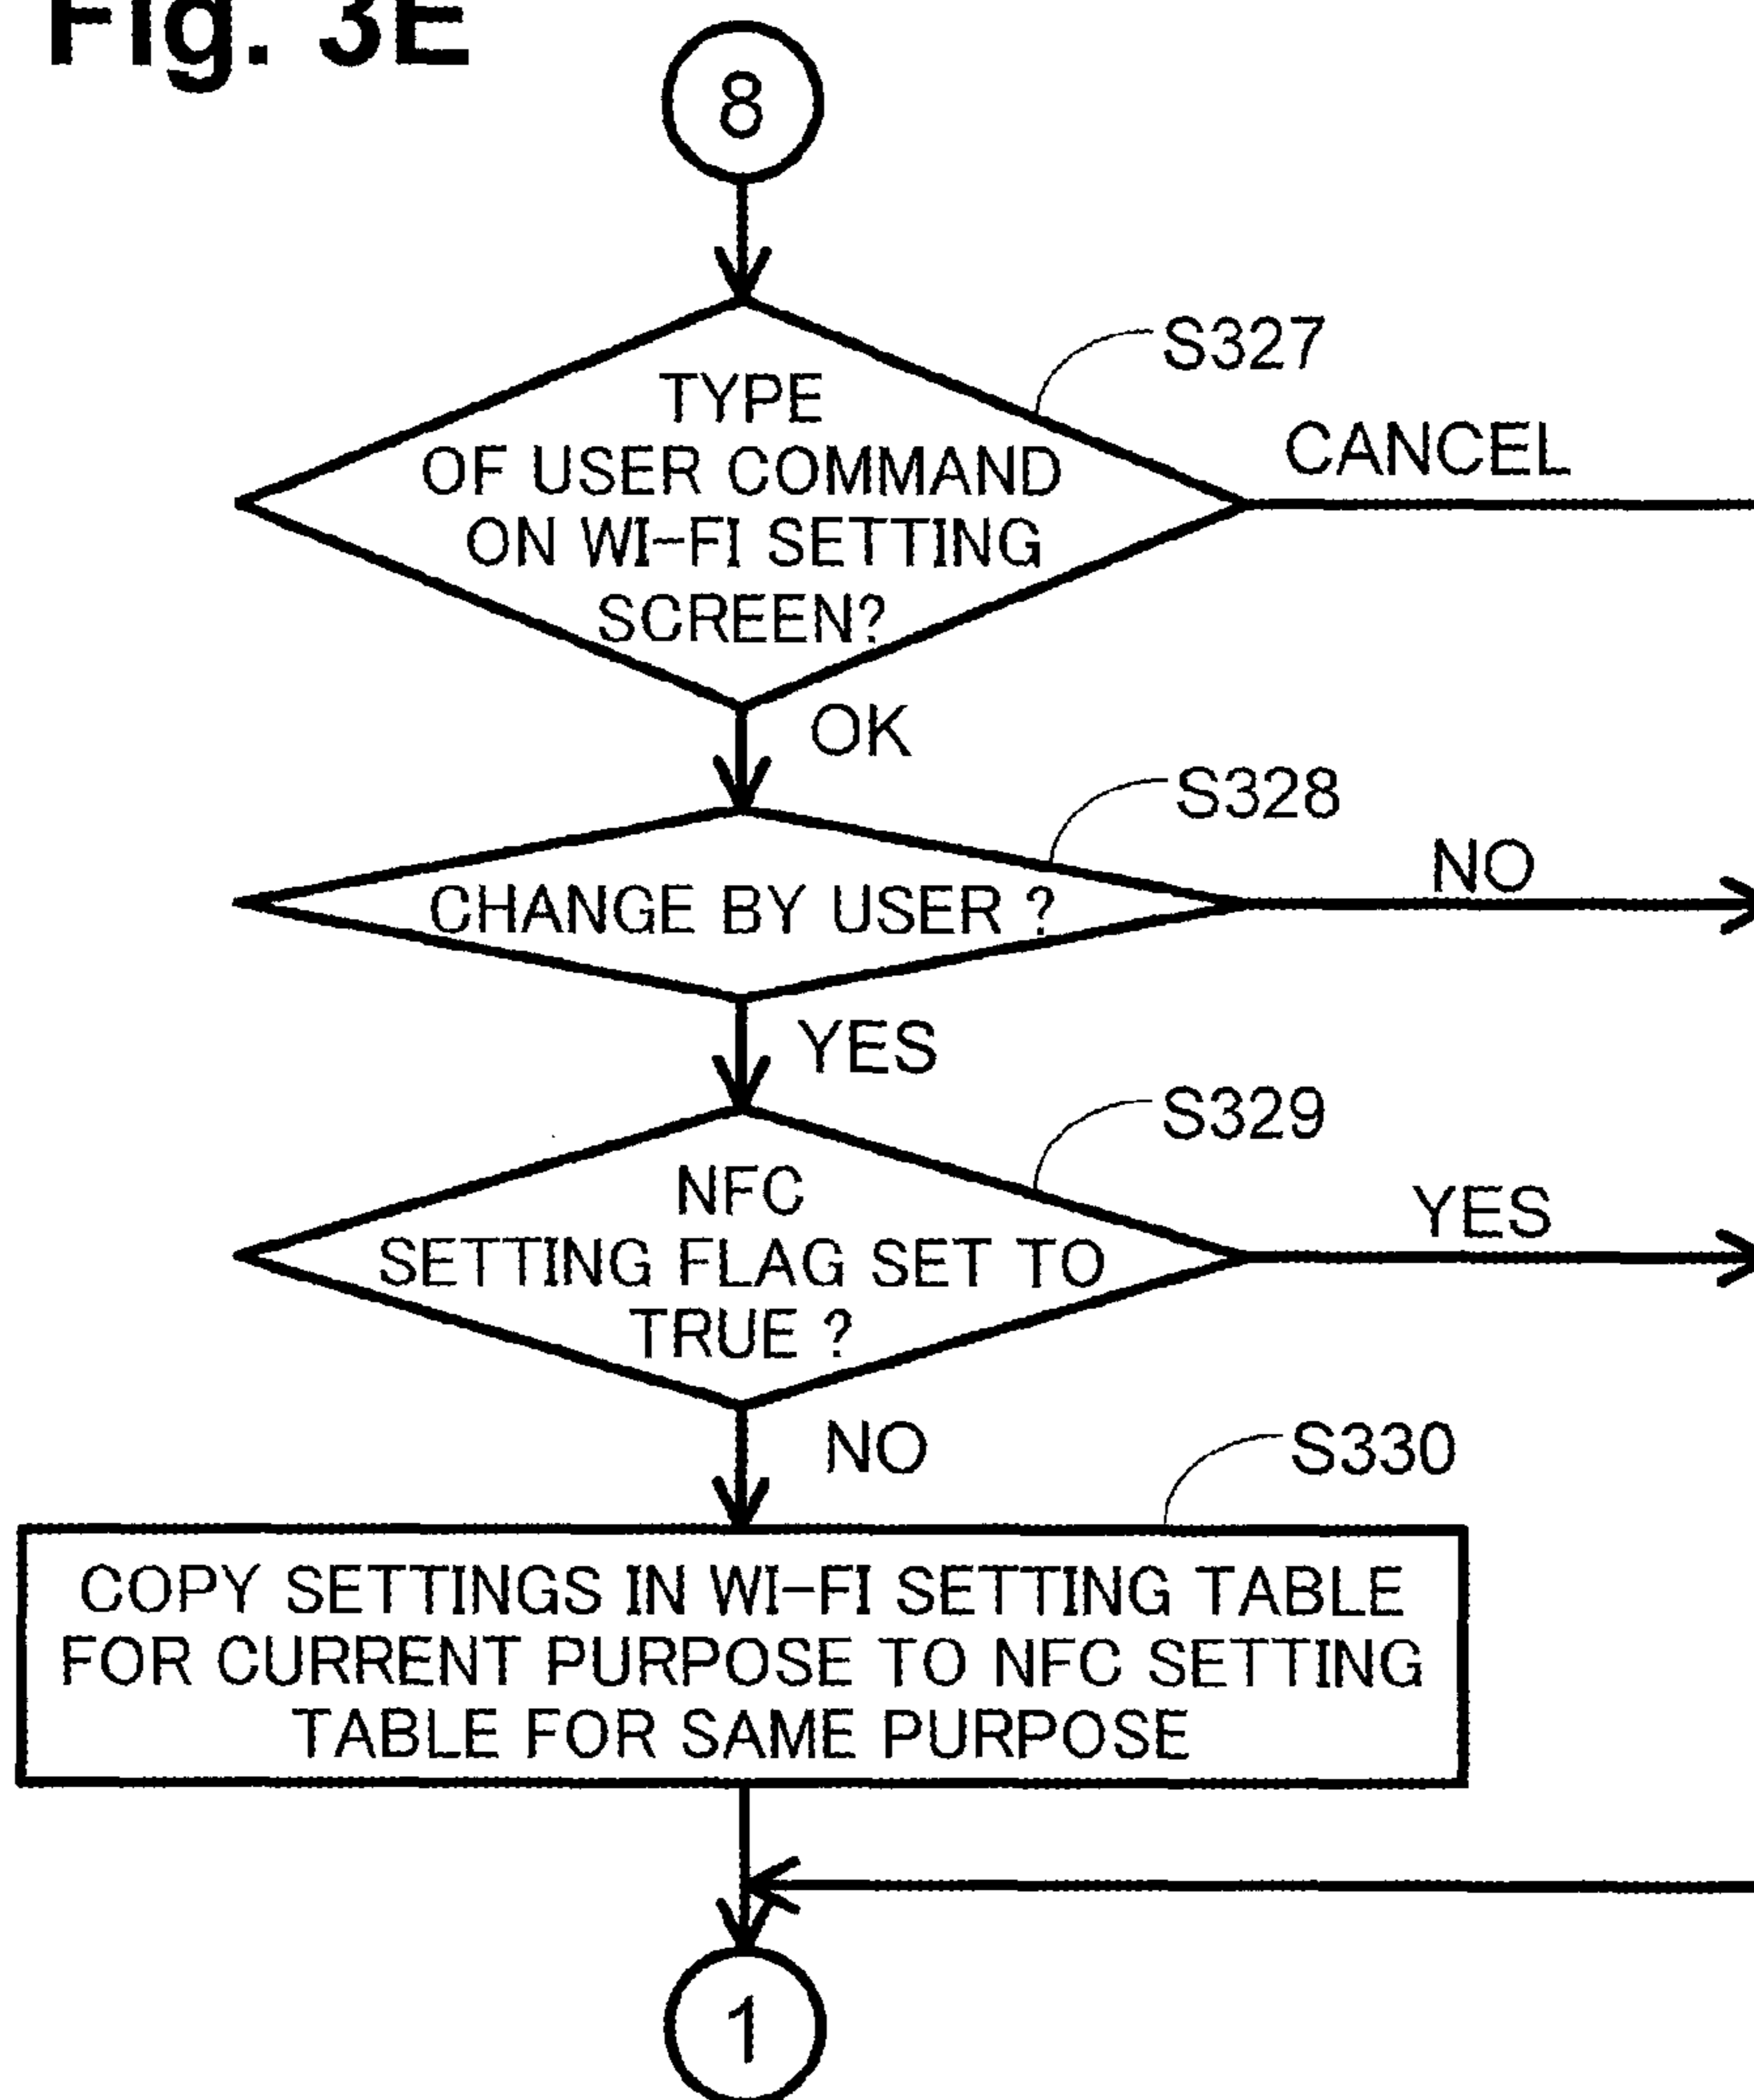 Fig. 3E
8
S327
TYPE
OF USER COMMAND
ON WI-FI SETTING
SCREEN?
CANCEL
OK
S328
CHANGE BY USER ?
NO
YES
S329
NFC
SETTING FLAG SET TO
TRUE ?
YES
NO
S330
COPY SETTINGS IN WI-FI SETTING TABLE
FOR CURRENT PURPOSE TO NFC SETTING
TABLE FOR SAME PURPOSE
1